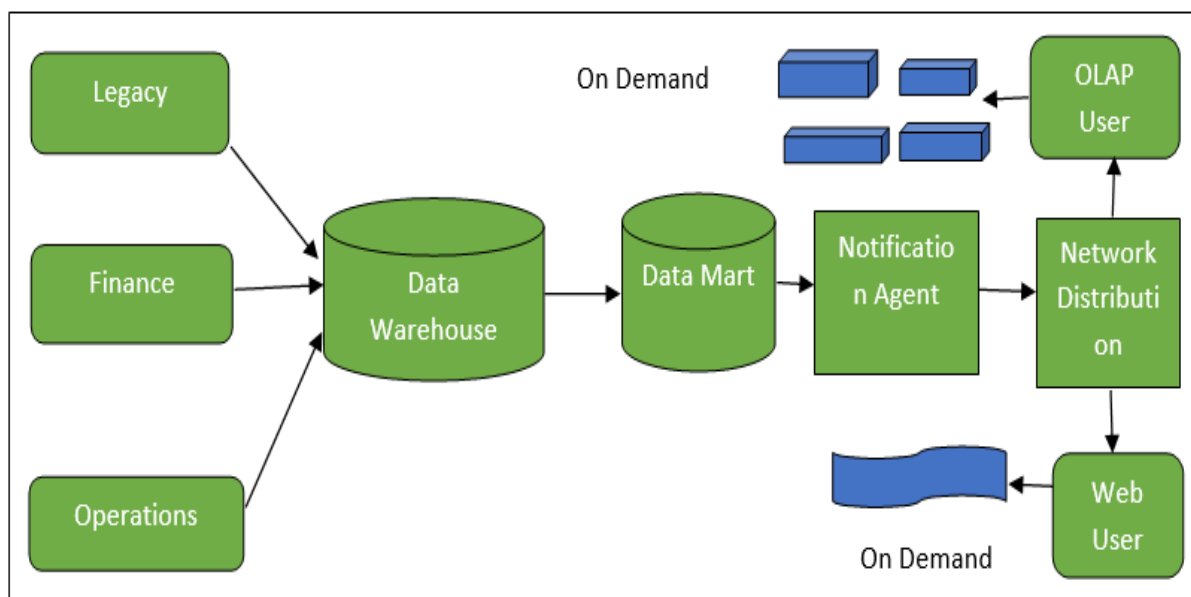 Legacy
On Demand
OLAP
User
Finance
Data
Warehouse
Data Mart
Notificatio
n Agent
Network
Distributi
on
Operations
Web
User
On Demand